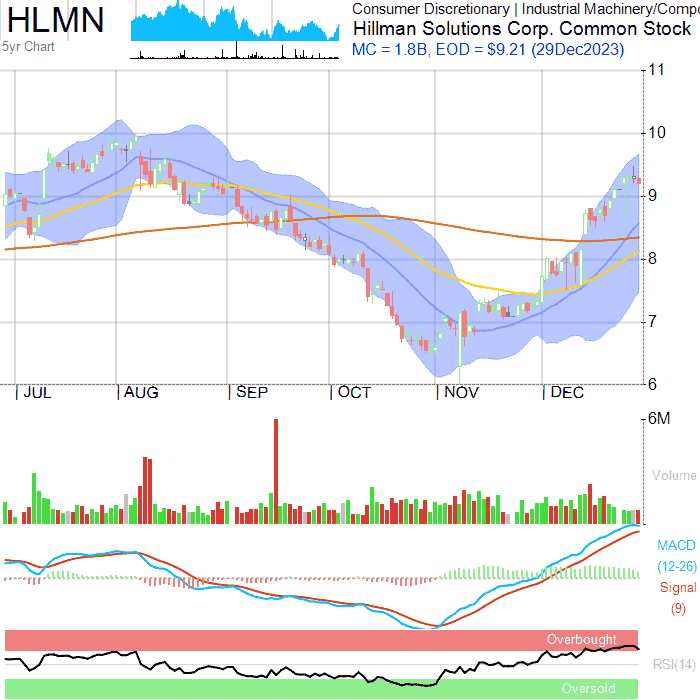 HLMN
5yr Chart
Consumer Discretionary | Industrial Machinery/Compo
Hillman Solutions Corp. Common Stock
MC = 1.8B, EOD = $9.21 (29Dec2023)
11
10
9
8
7
6
JUL AUG SEP OCT NOV DEC
6M
Volume
MACD
(12-26)
Signal
(9)
Overbought
RSI(14)
Oversold